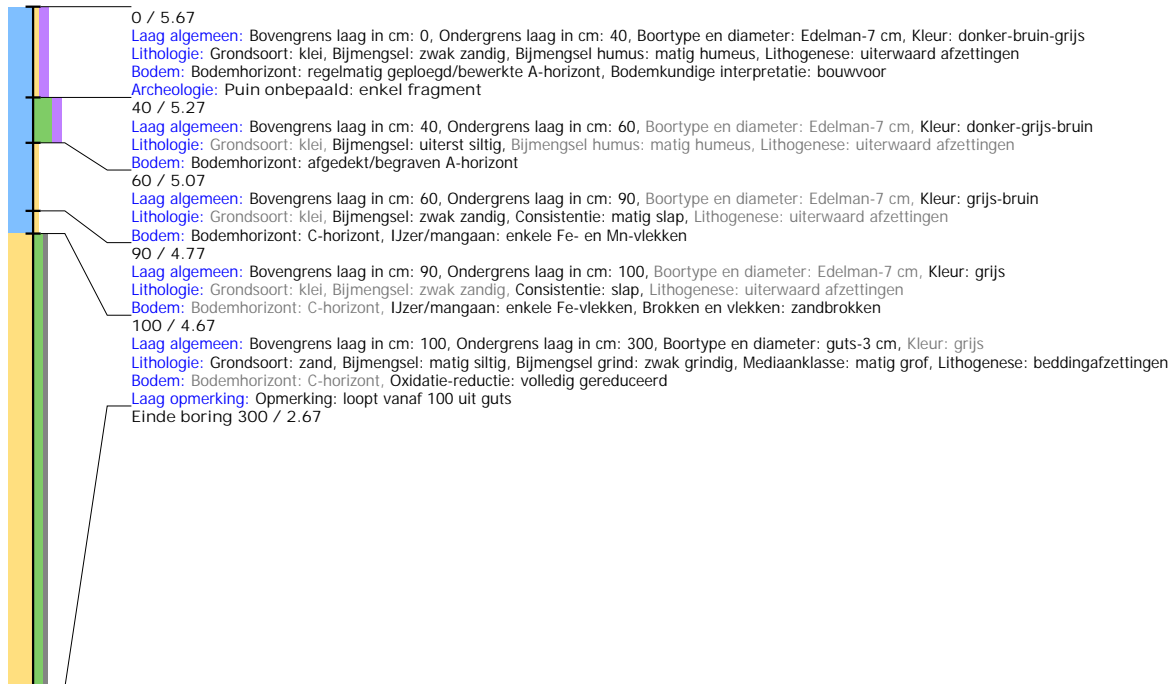 0 / 5.67
Laag algemeen: Bovengrens laag in cm: 0, Ondergrens laag in cm: 40, Boortype en diameter: Edelman-7 cm, Kleur: donker-bruin-grijs
Lithologie: Grondsoort: klei, Bijmengsel: zwak zandig, Bijmengsel humus: matig humeus, Lithogenese: uiterwaard afzettingen
Bodem: Bodemhorizont: regelmatig geploegd/bewerkte A-horizont, Bodemkundige interpretatie: bouwvoor
Archeologie: Puin onbepaald: enkel fragment
40 / 5.27
Laag algemeen: Bovengrens laag in cm: 40, Ondergrens laag in cm: 60, Boortype en diameter: Edelman-7 cm, Kleur: donker-grijs-bruin
Lithologie: Grondsoort: klei, Bijmengsel: uiterst siltig, Bijmengsel humus: matig humeus, Lithogenese: uiterwaard afzettingen
Bodem: Bodemhorizont: afgedekt/begraven A-horizont
60 / 5.07
Laag algemeen: Bovengrens laag in cm: 60, Ondergrens laag in cm: 90, Boortype en diameter: Edelman-7 cm, Kleur: grijs-bruin
Lithologie: Grondsoort: klei, Bijmengsel: zwak zandig, Consistentie: matig slap, Lithogenese: uiterwaard afzettingen
Bodem: Bodemhorizont: C-horizont, IJzer/mangaan: enkele Fe- en Mn-vlekken
90 / 4.77
Laag algemeen: Bovengrens laag in cm: 90, Ondergrens laag in cm: 100, Boortype en diameter: Edelman-7 cm, Kleur: grijs
Lithologie: Grondsoort: klei, Bijmengsel: zwak zandig, Consistentie: slap, Lithogenese: uiterwaard afzettingen
Bodem: Bodemhorizont: C-horizont, IJzer/mangaan: enkele Fe-vlekken, Brokken en vlekken: zandbrokken
100 / 4.67
Laag algemeen: Bovengrens laag in cm: 100, Ondergrens laag in cm: 300, Boortype en diameter: guts-3 cm, Kleur: grijs
Lithologie: Grondsoort: zand, Bijmengsel: matig siltig, Bijmengsel grind: zwak grindig, Mediaanklasse: matig grof, Lithogenese: beddingafzettingen
Bodem: Bodemhorizont: C-horizont, Oxidatie-reductie: volledig gereduceerd
Laag opmerking: Opmerking: loopt vanaf 100 uit guts
Einde boring 300 / 2.67